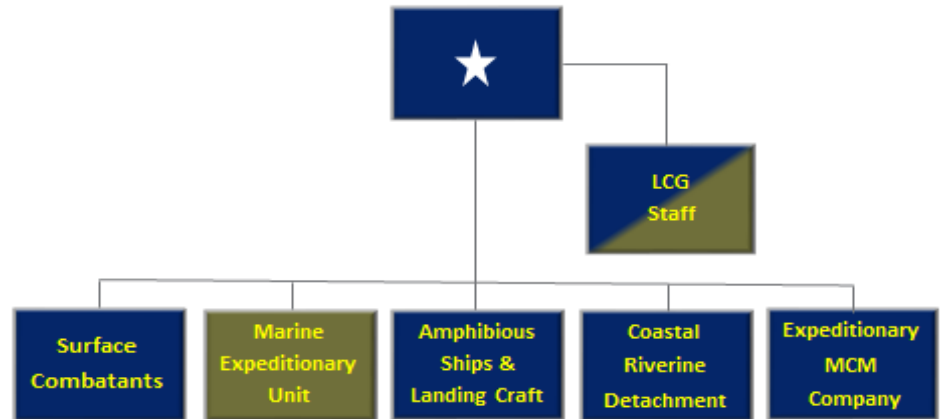 LCG
Staff
Surface
Combatants
Marine
Expeditionary
Unit
Amphibious
Ships &
Landing Craft
Coastal
Riverine
Detachment
Expeditionary
MCM
Company